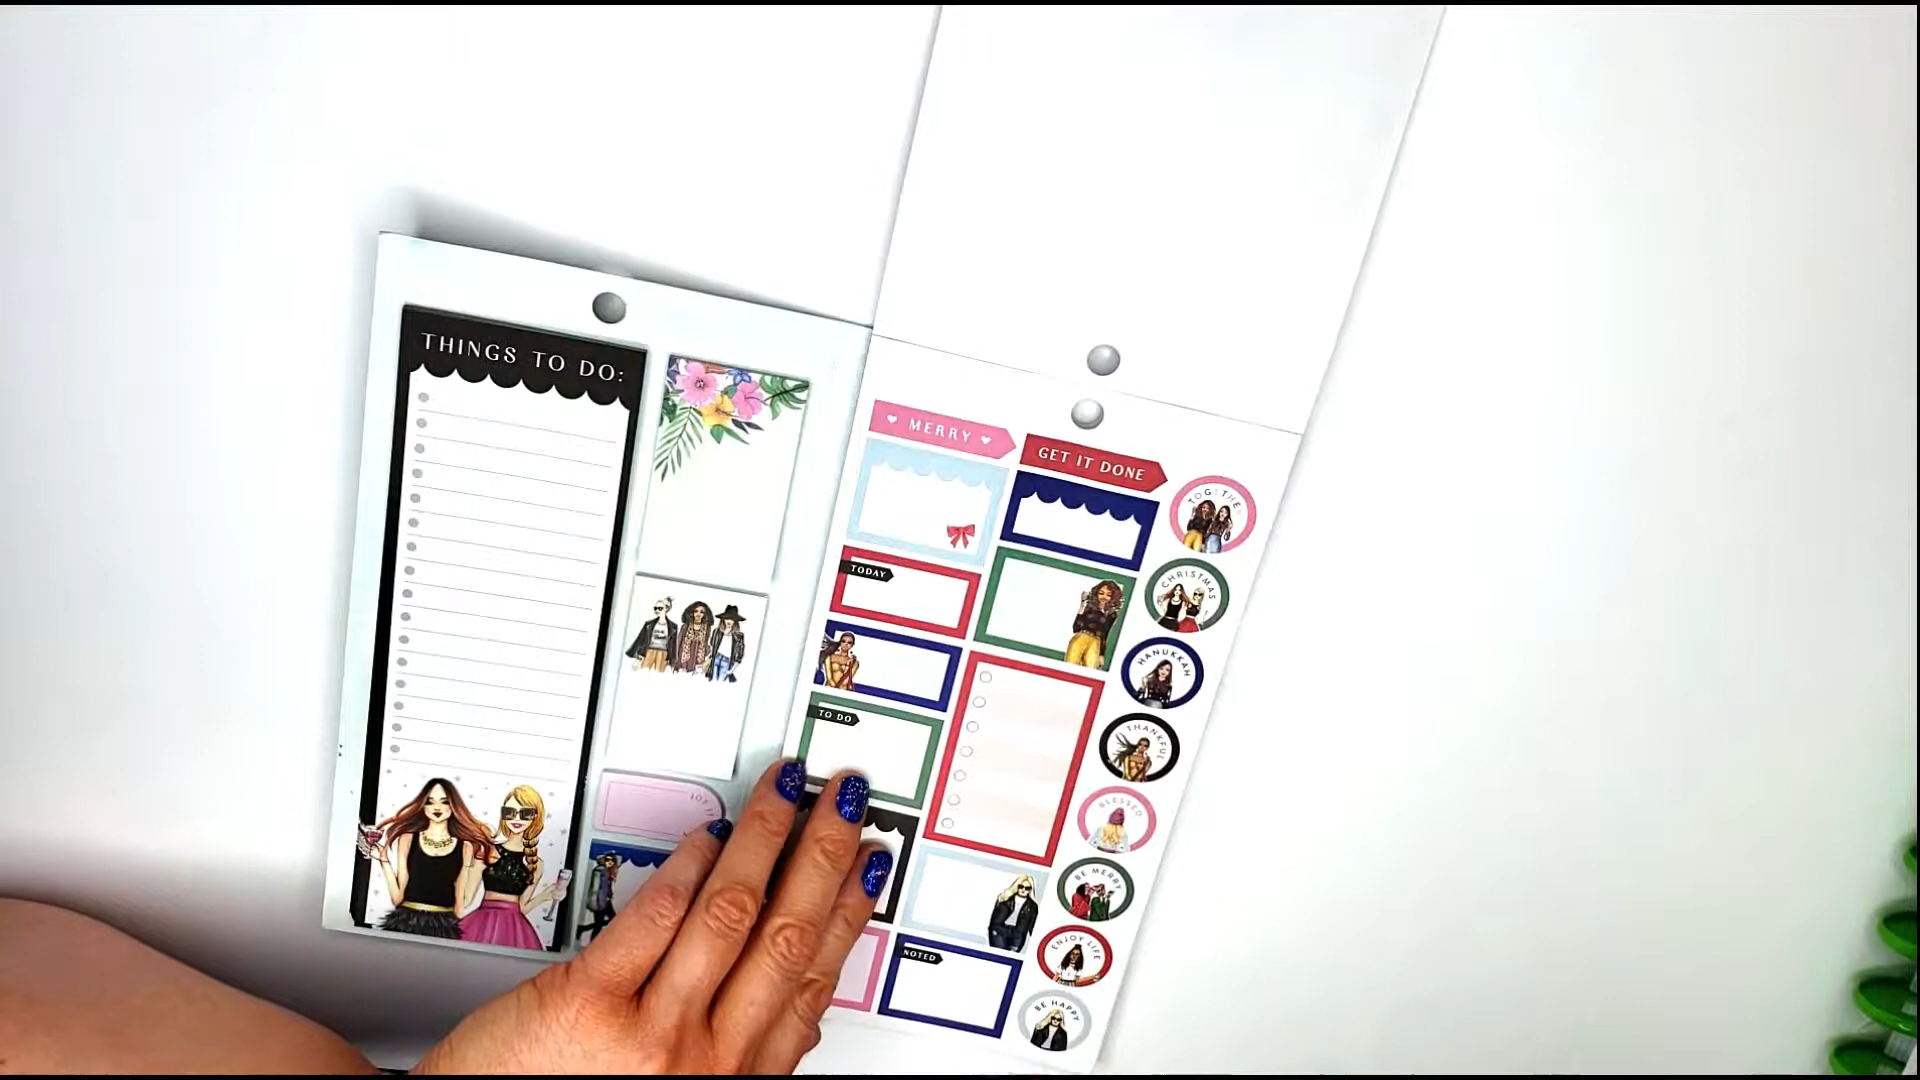 THINGS TO DO:
MERRY
GET IT DONE
TODAY
TO DO
NOTED
TOGETHER
CHRISTMAS
HANUKKAH
THANKFUL
BLESSED
BE MERRY
ENJOY LIFE
BE HAPPY